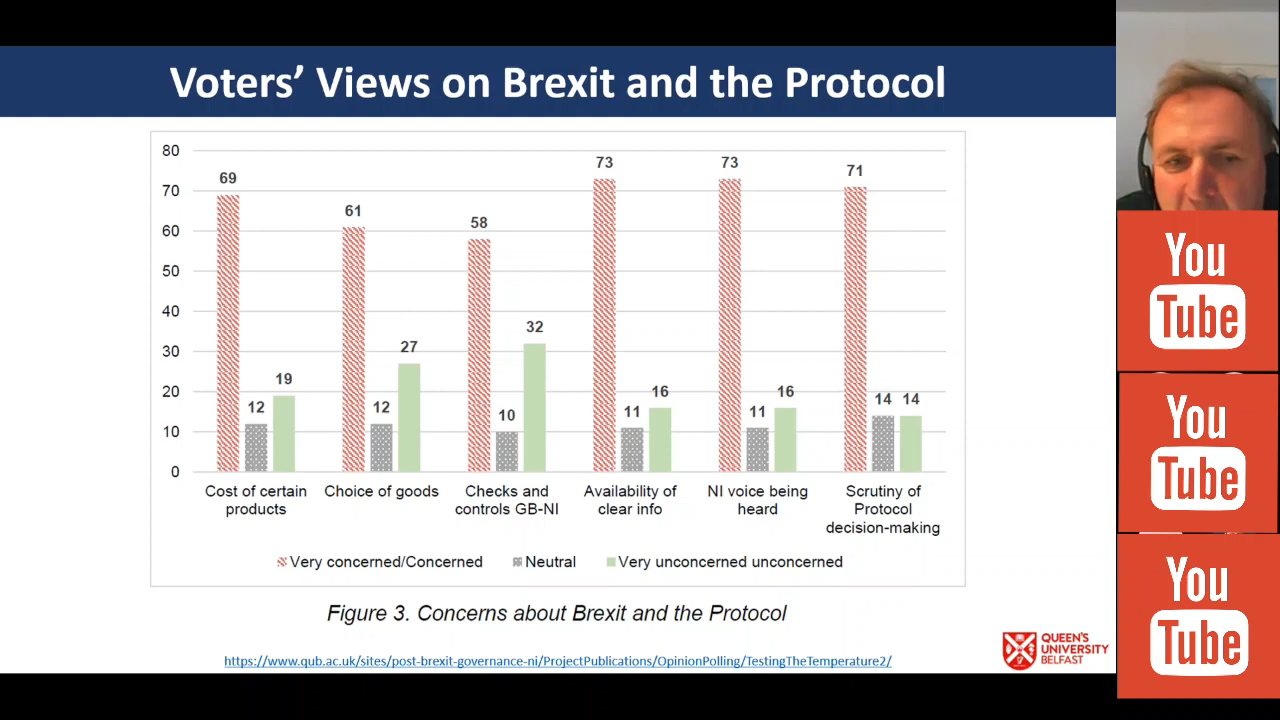 Voters' Views on Brexit and the Protocol
80
70
60
50
40
30
20
10
0
69
12
19
61
12
27
58
10
32
73
11
16
73
11
16
71
14
14
Cost of certain
products
Choice of goods
Checks and
controls GB-NI
Availability of
clear info
NI voice being
heard
Scrutiny of
Protocol
decision-making
Very concerned/Concerned
Neutral
Very unconcerned unconcerned
Figure 3. Concerns about Brexit and the Protocol
https://www.qub.ac.uk/sites/post-brexit-governance-ni/ProjectPublications/OpinionPolling/TestingTheTemperature2/
QUEEN'S
UNIVERSITY
BELFAST
You
Tube
You
Tube
You
Tube